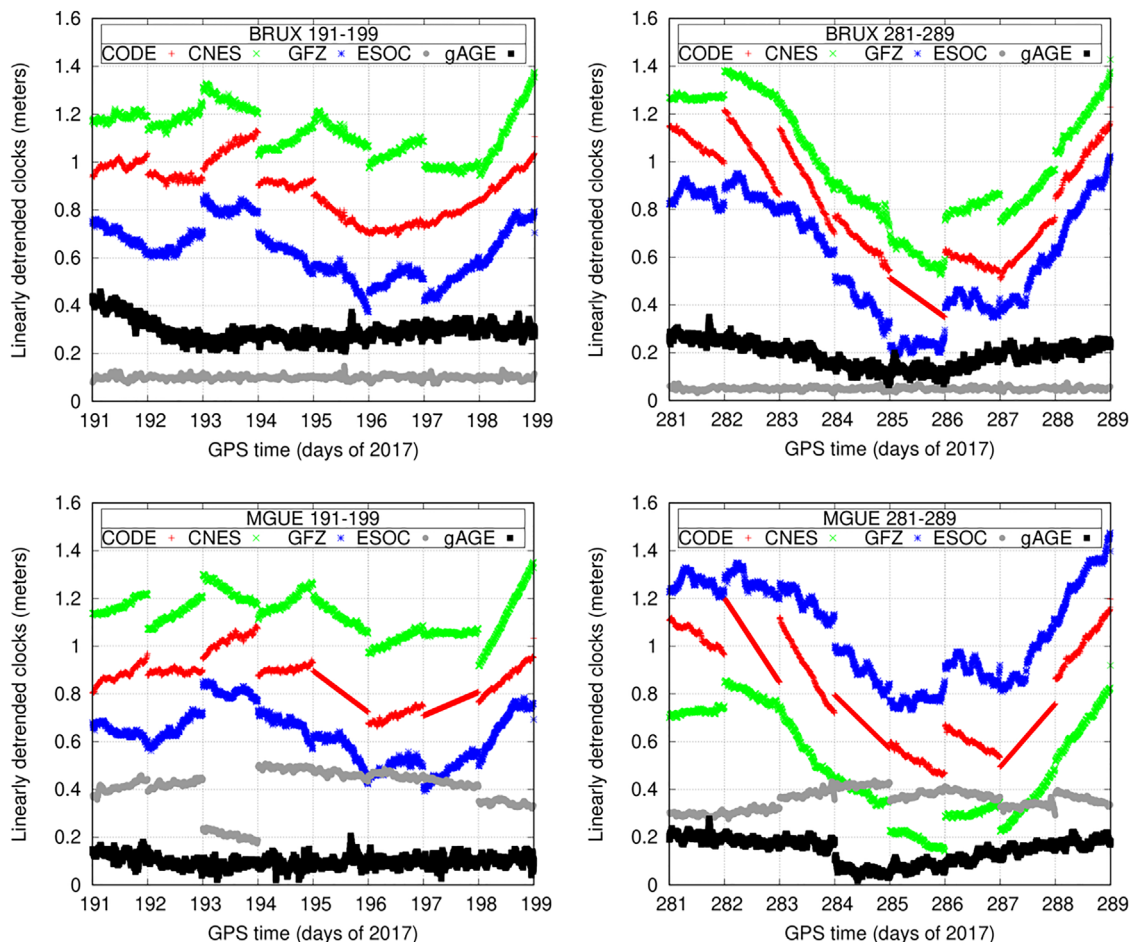 BRUX 191-199
CODE CNES GFZ ESOC gAGE
Linearly detrended clocks (meters)
1.6
1.4
1.2
1
0.8
0.6
0.4
0.2
0
191 192 193 194 195 196 197 198 199
GPS time (days of 2017)
BRUX 281-289
CODE CNES GFZ ESOC gAGE
Linearly detrended clocks (meters)
1.6
1.4
1.2
1
0.8
0.6
0.4
0.2
0
281 282 283 284 285 286 287 288 289
GPS time (days of 2017)
MGUE 191-199
CODE CNES GFZ ESOC gAGE
Linearly detrended clocks (meters)
1.6
1.4
1.2
1
0.8
0.6
0.4
0.2
0
191 192 193 194 195 196 197 198 199
GPS time (days of 2017)
MGUE 281-289
CODE CNES GFZ ESOC gAGE
Linearly detrended clocks (meters)
1.6
1.4
1.2
1
0.8
0.6
0.4
0.2
0
281 282 283 284 285 286 287 288 289
GPS time (days of 2017)